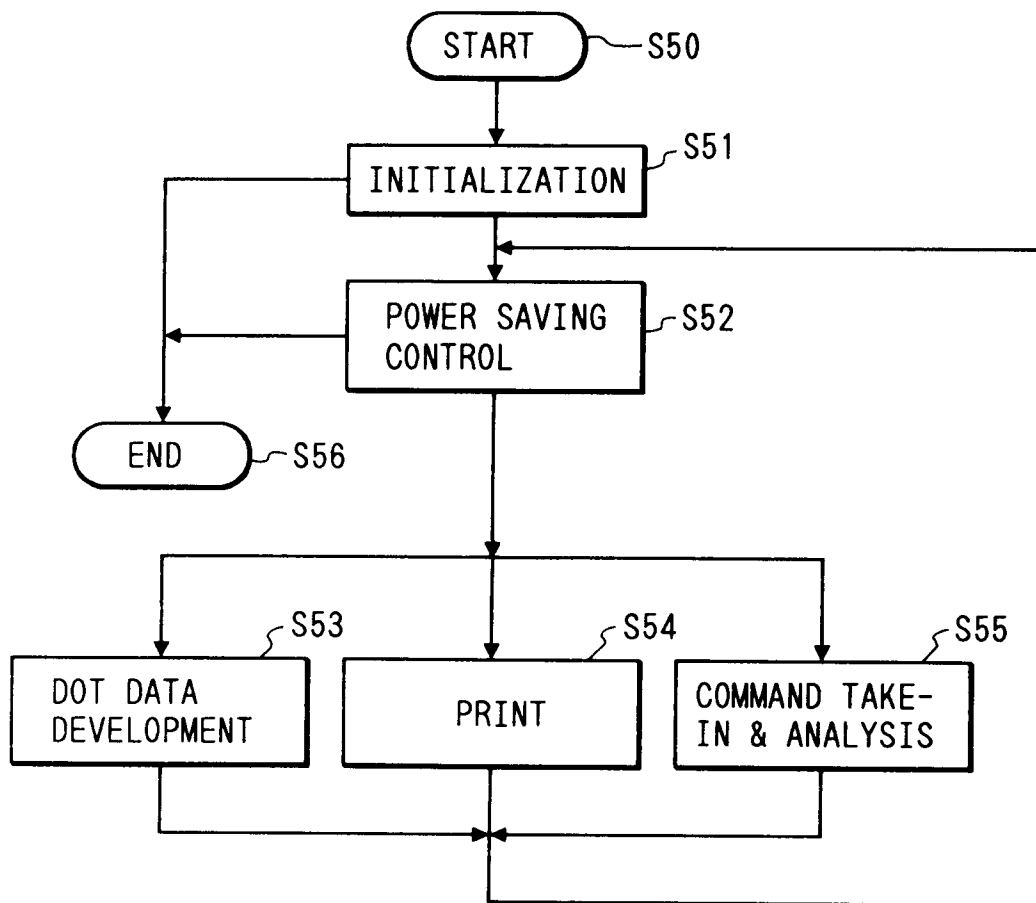 START
S50
S51
INITIALIZATION
POWER SAVING
CONTROL
S52
END
S56
S53
DOT DATA
DEVELOPMENT
S54
PRINT
S55
COMMAND TAKE-
IN & ANALYSIS